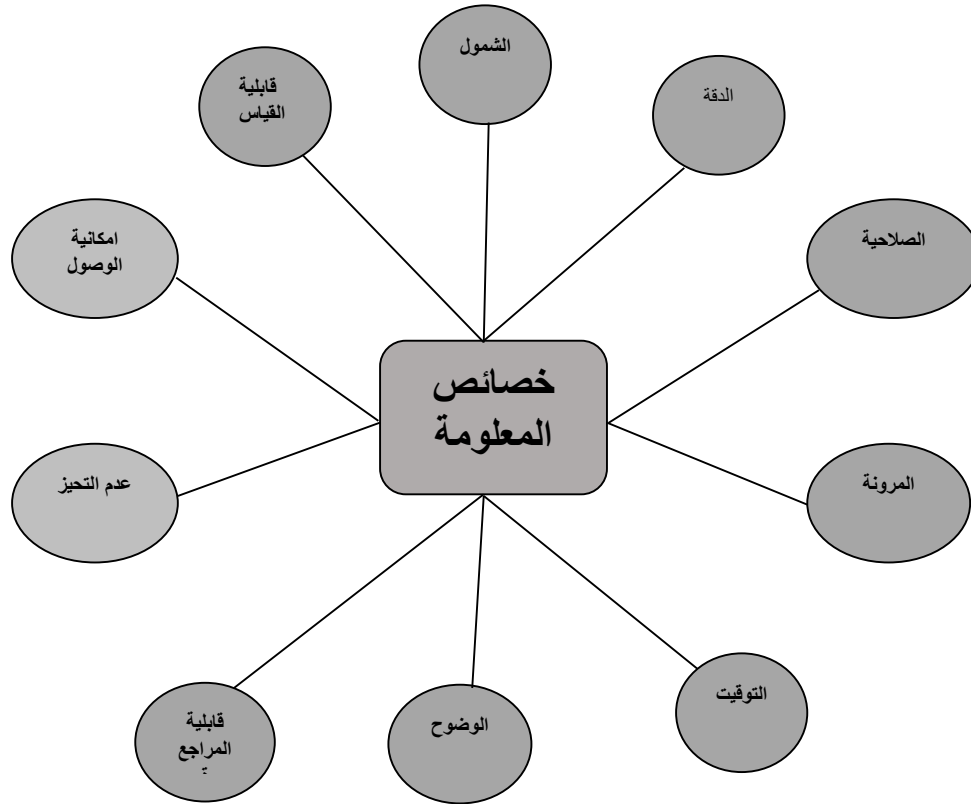 الشمول
الدقة
قابلية
القياس
الصلاحية
امكانية
الوصول
خصائص
المعلومة
المرونة
عدم التحيز
التوقيت
الوضوح
قابلية
المراجع
ة